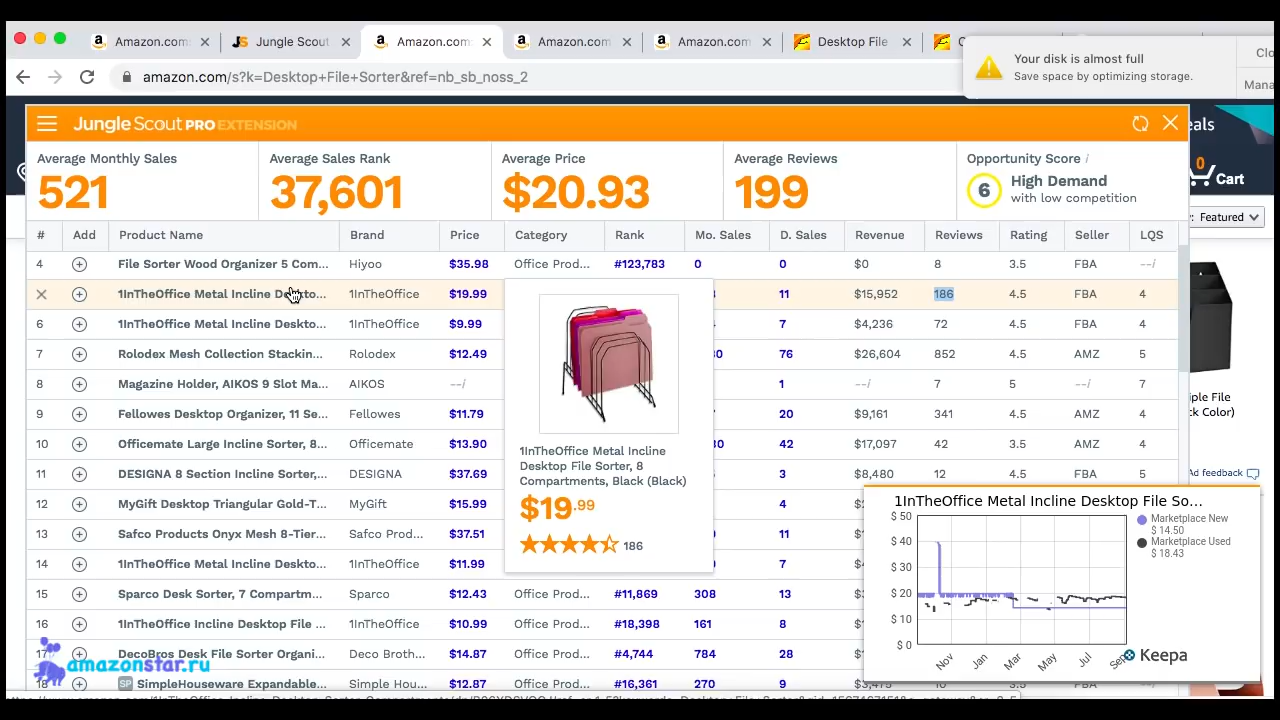 Amazon.com
Jungle Scout
Amazon.com
Amazon.com
Amazon.com
Desktop File
Your disk is almost full
Save space by optimizing storage.
amazon.com/s?k=Desktop+File+Sorter&ref=nb_sb_noss_2
Jungle Scout PRO EXTENSION
0
Cart
Featured
Average Monthly Sales
521
Average Sales Rank
37,601
Average Price
$20.93
Average Reviews
199
Opportunity Score i
6
High Demand
with low competition
# Add Product Name Brand Price Category Rank Mo. Sales D. Sales Revenue Reviews Rating Seller LQS
4 File Sorter Wood Organizer 5 Com... Hiyoo $35.98 Office Prod... #123,783 0 0 $0 8 3.5 FBA --/
1InTheOffice Metal Incline Deskto... 1InTheOffice $19.99 11 $15,952 186 4.5 FBA 4
6 1InTheOffice Metal Incline Deskto... 1InTheOffice $9.99 7 $4,236 72 4.5 FBA 4
7 Rolodex Mesh Collection Stackin... Rolodex $12.49 76 $26,604 852 4.5 AMZ 5
8 Magazine Holder, AIKOS 9 Slot Ma... AIKOS --/ 1 --/ 7 5 --/ 7
9 Fellowes Desktop Organizer, 11 Se... Fellowes $11.79 20 $9,161 341 4.5 AMZ 4
10 Officemate Large Incline Sorter, 8... Officemate $13.90 42 $17,097 42 3.5 AMZ 4
11 DESIGNA 8 Section Incline Sorter,... DESIGNA $37.69 3 $8,480 12 4.5 FBA 5
12 MyGift Desktop Triangular Gold-T... MyGift $15.99 4
13 Safco Products Onyx Mesh 8-Tier... Safco Prod... $37.51 11
14 1InTheOffice Metal Incline Deskto... 1InTheOffice $11.99 7
15 Sparco Desk Sorter, 7 Compartm... Sparco $12.43 Office Prod... #11,869 308 13
16 1InTheOffice Incline Desktop File ... 1InTheOffice $10.99 Office Prod... #18,398 161 8
17 DecoBros Desk File Sorter Organi... Deco Broth... $14.87 Office Prod... #4,744 784 28
18 SP SimpleHouseware Expandable... Simple Hou... $12.87 Office Prod... #16,361 270 9
1InTheOffice Metal Incline
Desktop File Sorter, 8
Compartments, Black (Black)
$19.99
186
Ad feedback
1InTheOffice Metal Incline Desktop File So...
$ 50
$ 40
$ 30
$ 20
$ 10
$ 0
Nov Jan Mar May Jul Sep
Marketplace New
$ 14.50
Marketplace Used
$ 18.43
Keepa
amazonstar.ru